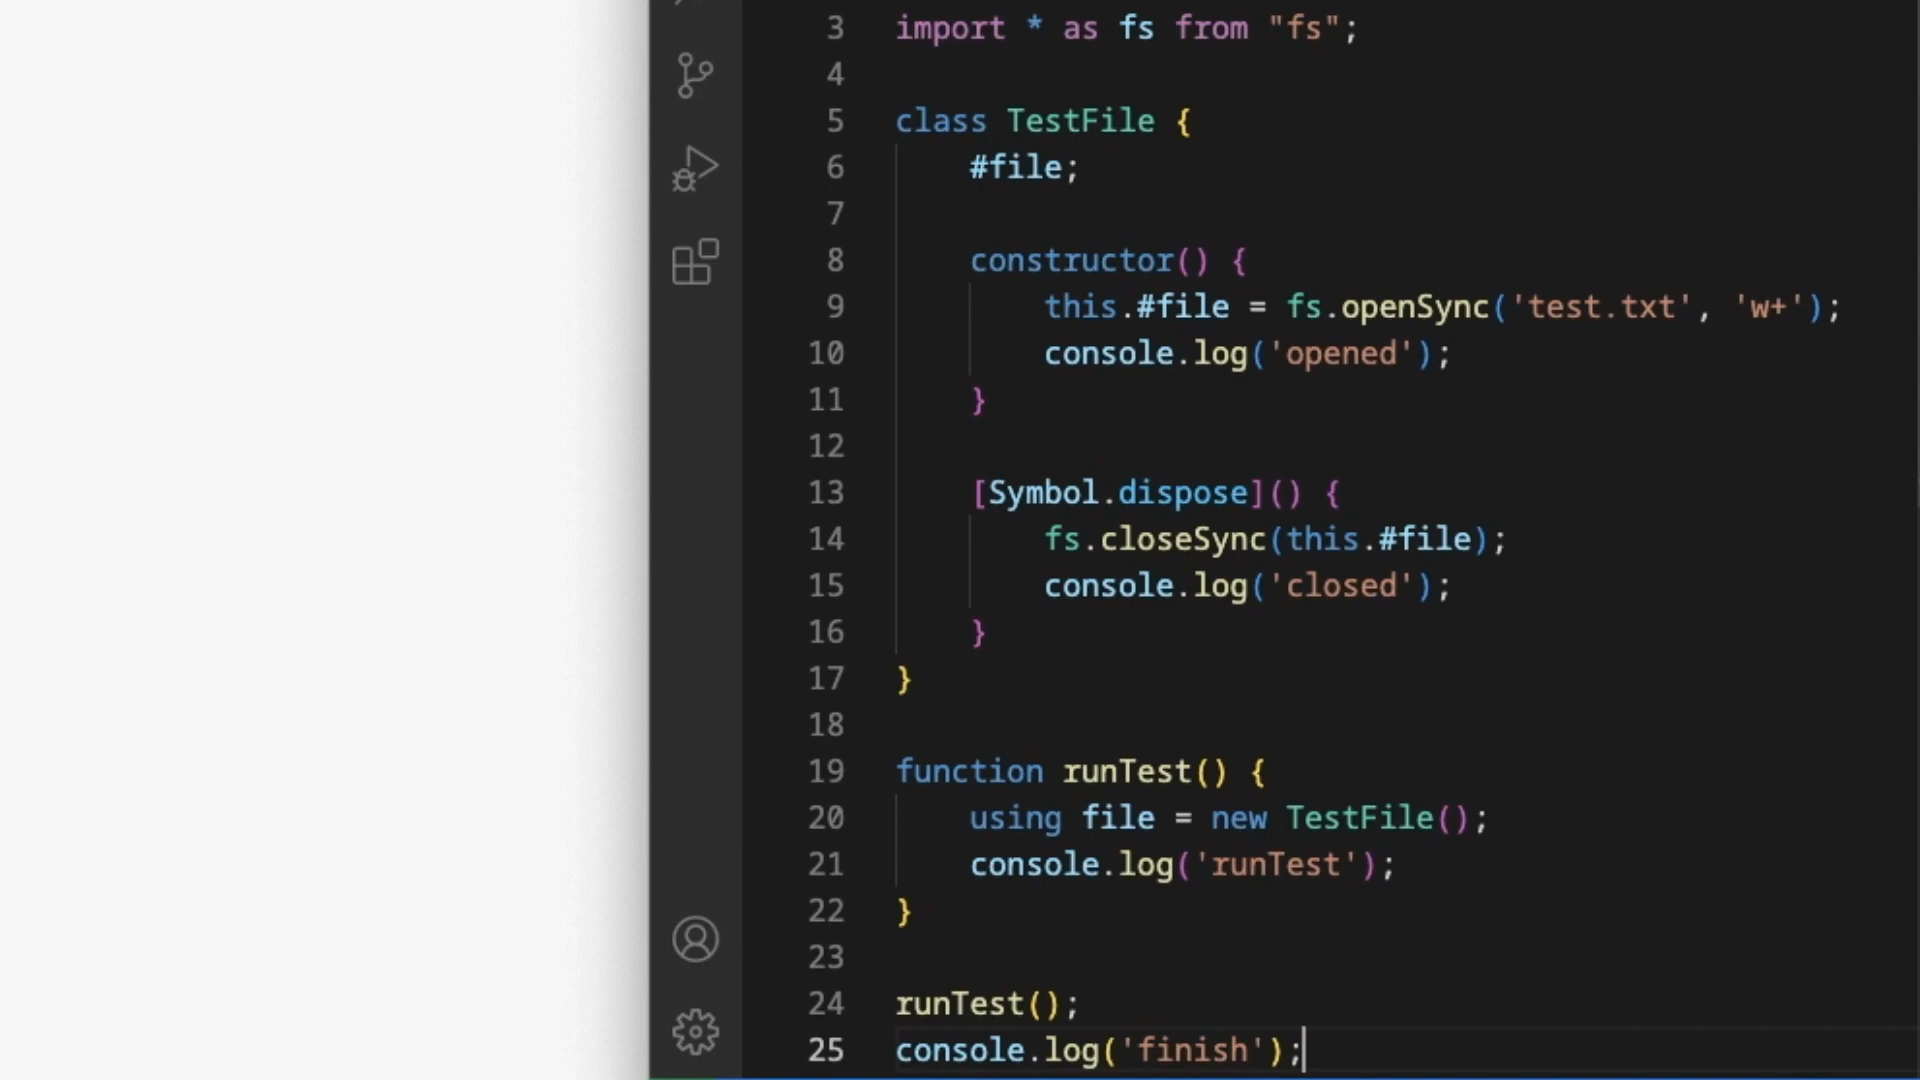 3 import * as fs from "fs";
4
5 class TestFile {
6 #file;
7
8 constructor() {
9 this.#file = fs.openSync('test.txt', 'w+');
10 console.log('opened');
11 }
12
13 [Symbol.dispose]() {
14 fs.closeSync(this.#file);
15 console.log('closed');
16 }
17 }
18
19 function runTest() {
20 using file = new TestFile();
21 console.log('runTest');
22 }
23
24 runTest();
25 console.log('finish');